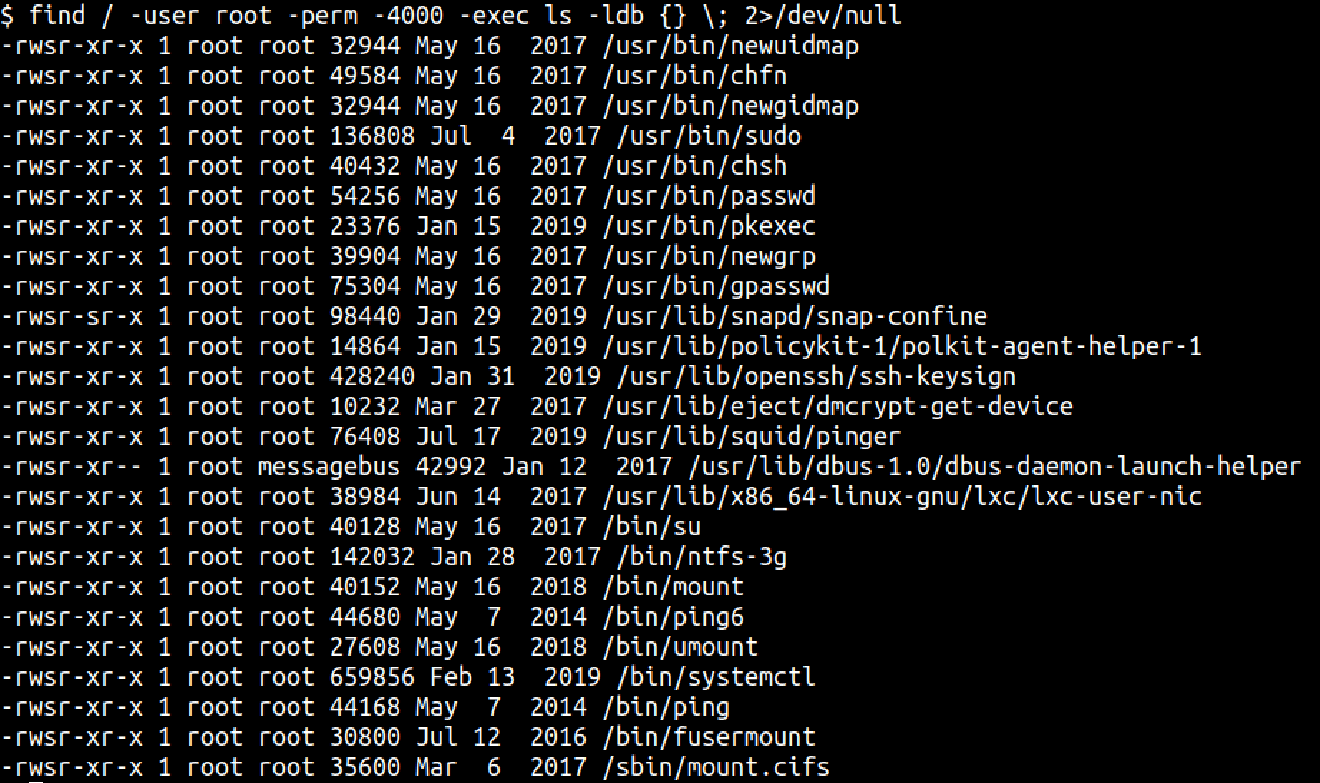 $ find / -user root -perm -4000 -exec ls -ldb {} \; 2>/dev/null
-rwsr-xr-x 1 root root 32944 May 16  2017 /usr/bin/newuidmap
-rwsr-xr-x 1 root root 49584 May 16  2017 /usr/bin/chfn
-rwsr-xr-x 1 root root 32944 May 16  2017 /usr/bin/newgidmap
-rwsr-xr-x 1 root root 136808 Jul  4  2017 /usr/bin/sudo
-rwsr-xr-x 1 root root 40432 May 16  2017 /usr/bin/chsh
-rwsr-xr-x 1 root root 54256 May 16  2017 /usr/bin/passwd
-rwsr-xr-x 1 root root 23376 Jan 15  2019 /usr/bin/pkexec
-rwsr-xr-x 1 root root 39904 May 16  2017 /usr/bin/newgrp
-rwsr-xr-x 1 root root 75304 May 16  2017 /usr/bin/gpasswd
-rwsr-sr-x 1 root root 98440 Jan 29  2019 /usr/lib/snapd/snap-confine
-rwsr-xr-x 1 root root 14864 Jan 15  2019 /usr/lib/policykit-1/polkit-agent-helper-1
-rwsr-xr-x 1 root root 428240 Jan 31  2019 /usr/lib/openssh/ssh-keysign
-rwsr-xr-x 1 root root 10232 Mar 27  2017 /usr/lib/eject/dmcrypt-get-device
-rwsr-xr-x 1 root root 76408 Jul 17  2019 /usr/lib/squid/pinger
-rwsr-xr-- 1 root messagebus 42992 Jan 12  2017 /usr/lib/dbus-1.0/dbus-daemon-launch-helper
-rwsr-xr-x 1 root root 38984 Jun 14  2017 /usr/lib/x86_64-linux-gnu/lxc/lxc-user-nic
-rwsr-xr-x 1 root root 40128 May 16  2017 /bin/su
-rwsr-xr-x 1 root root 142032 Jan 28  2017 /bin/ntfs-3g
-rwsr-xr-x 1 root root 40152 May 16  2018 /bin/mount
-rwsr-xr-x 1 root root 44680 May  7  2014 /bin/ping6
-rwsr-xr-x 1 root root 27608 May 16  2018 /bin/umount
-rwsr-xr-x 1 root root 659856 Feb 13  2019 /bin/systemctl
-rwsr-xr-x 1 root root 44168 May  7  2014 /bin/ping
-rwsr-xr-x 1 root root 30800 Jul 12  2016 /bin/fusermount
-rwsr-xr-x 1 root root 35600 Mar  6  2017 /sbin/mount.cifs